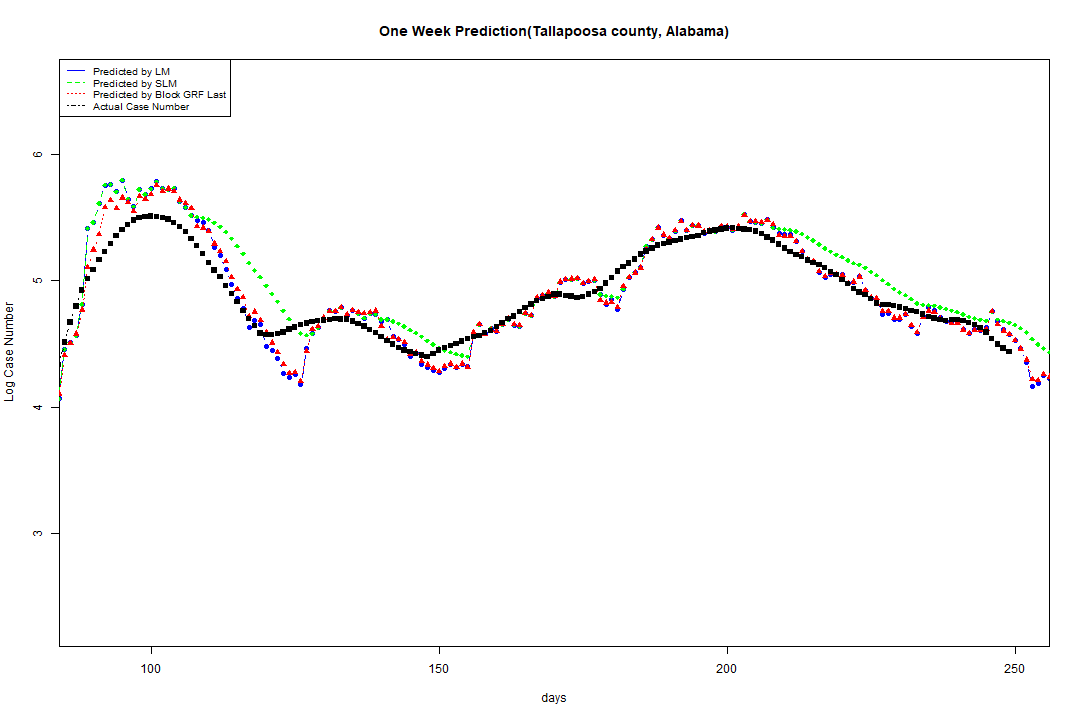 One Week Prediction(Tallapoosa county, Alabama)
Predicted by LM
Predicted by SLM
Predicted by Block GRF Last
Actual Case Number
6
5
4
3
Log Case Number
100
150
200
250
days